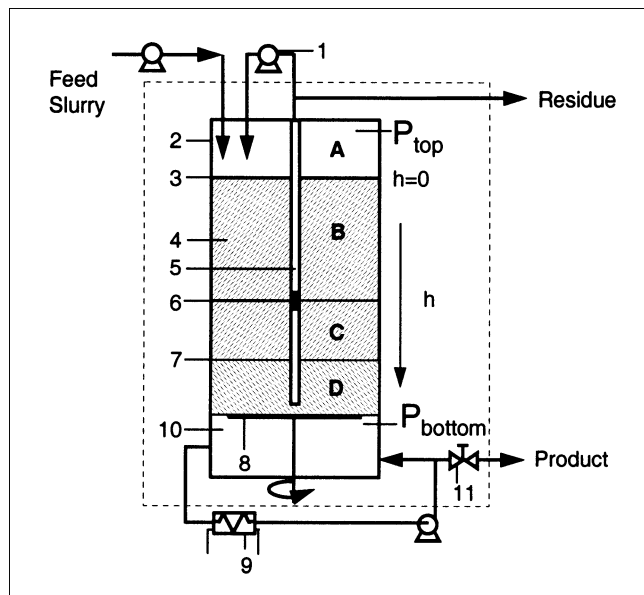 1
Feed
Slurry
Residue
2
A
P top
3
h=0
4
B
5
6
h
C
7
D
10
P bottom
8
Product
11
9